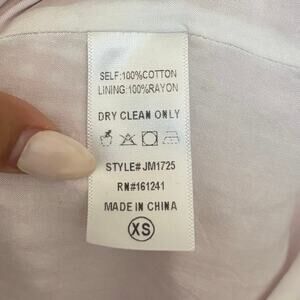 SELF:100%COTTON
LINING:100%RAYON
DRY CLEAN ONLY
STYLE# JM1725
RN#161241
MADE IN CHINA
XS